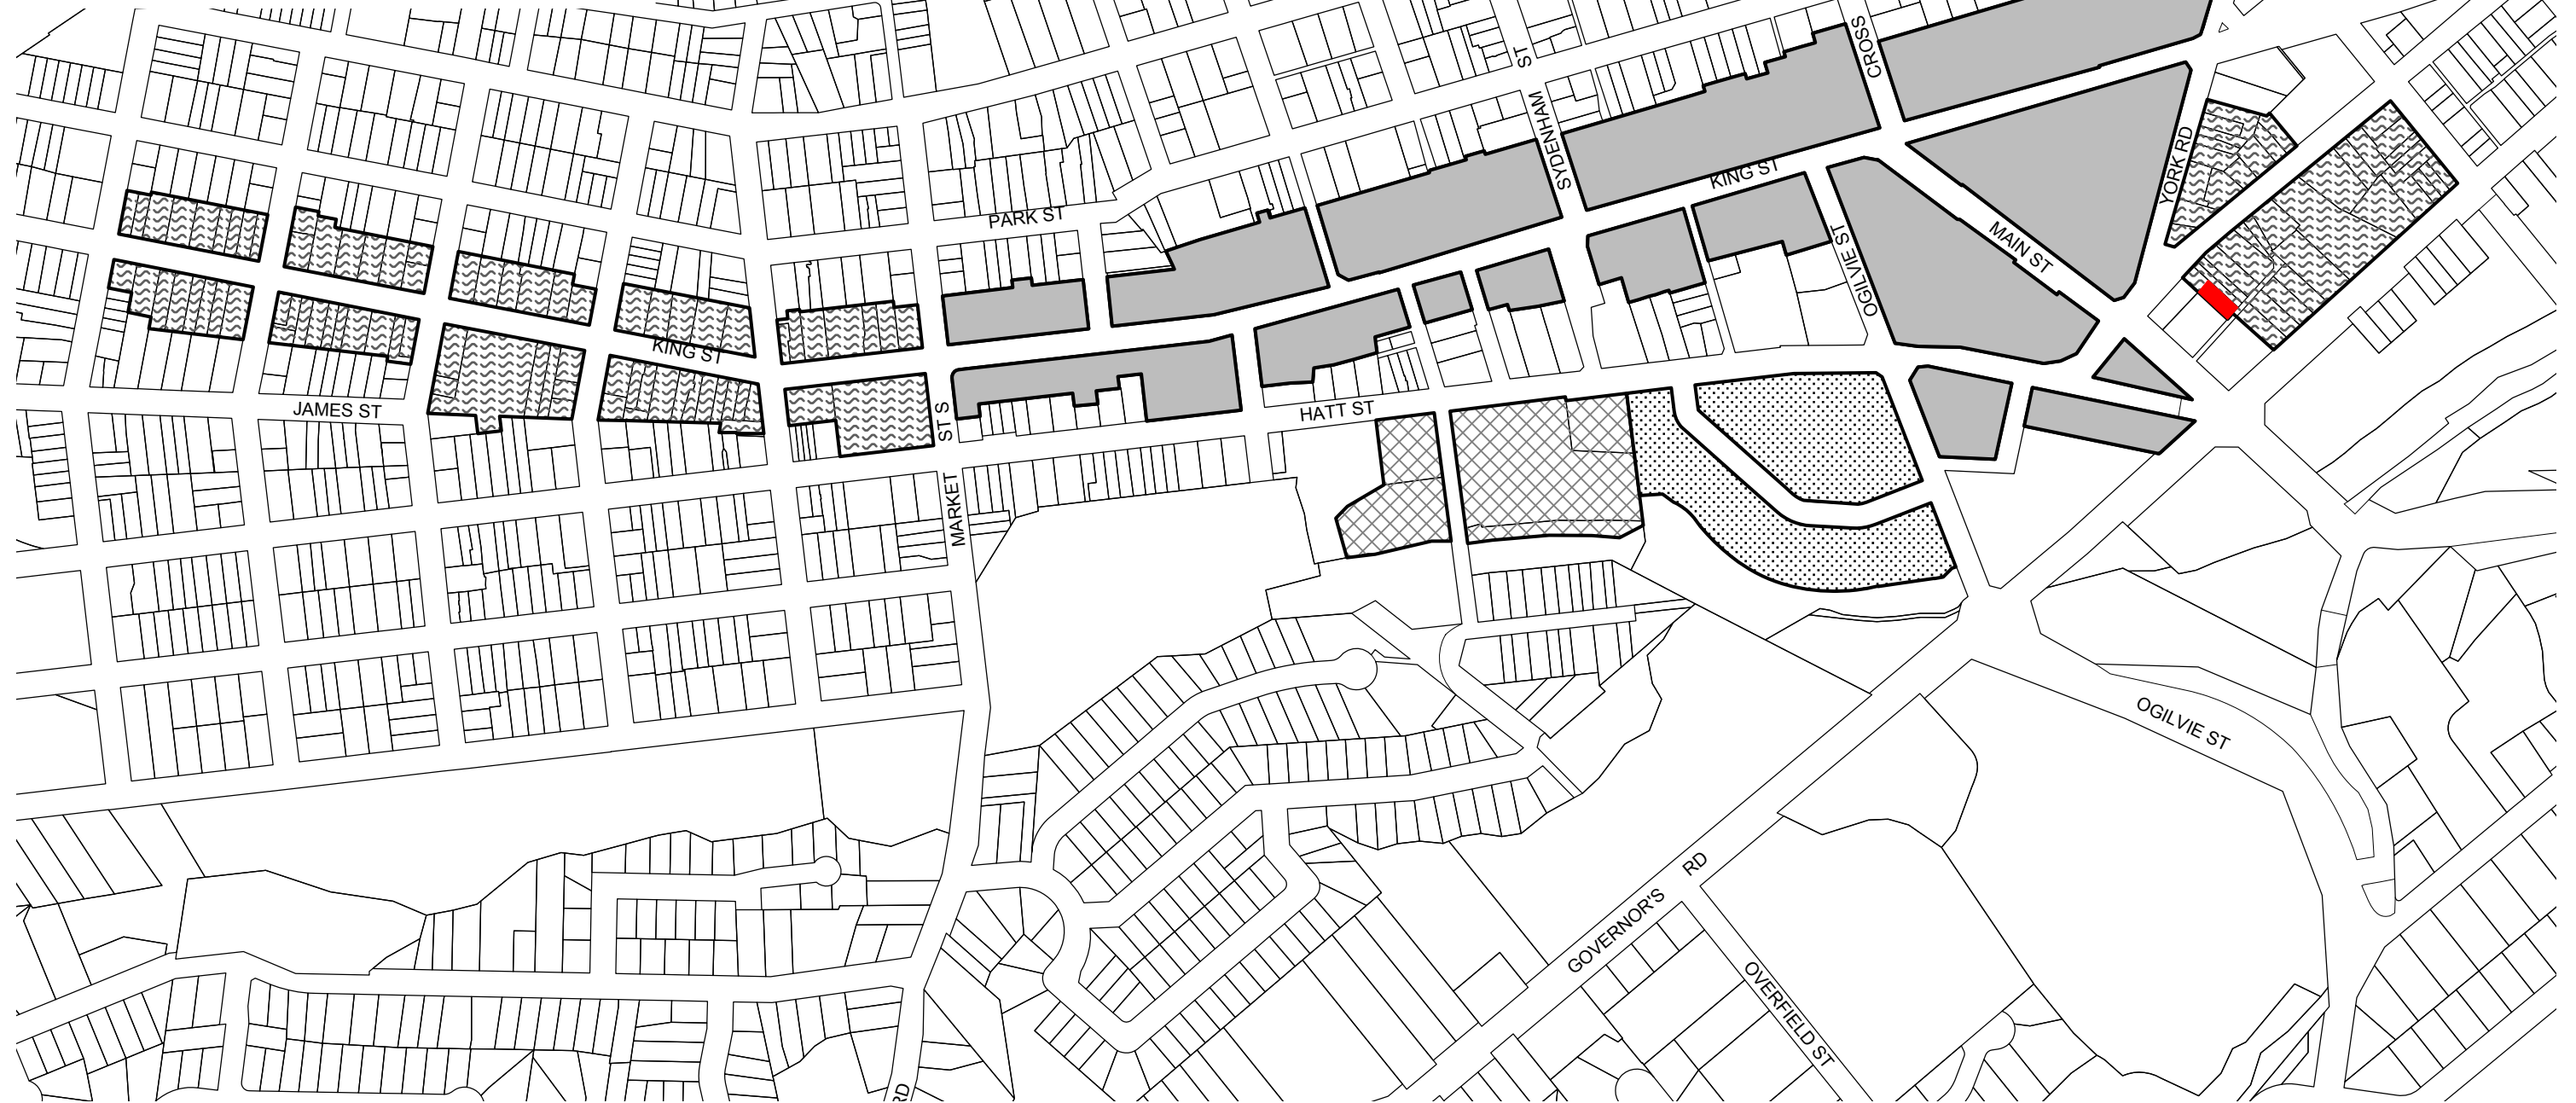 CROSS
ST
SYDENHAM
YORK RD
KING ST
PARK ST
MAIN ST
OGILVIE ST
KING ST
JAMES ST
HATT ST
ST S
MARKET
OGILVIE ST
GOVERNOR'S RD
OVERFIELD ST
RD